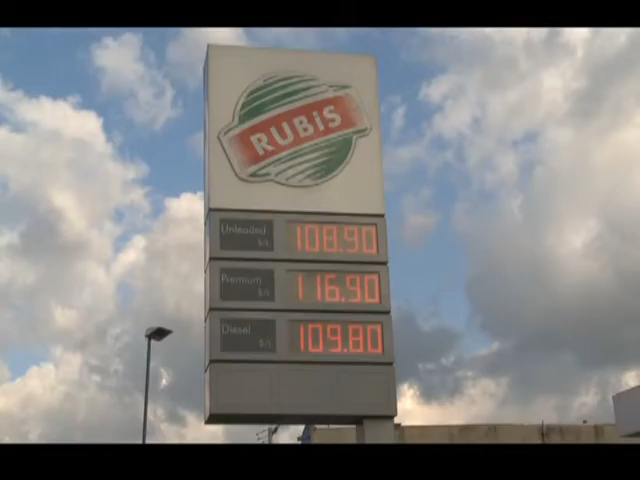 RUBiS
Unleaded
$/L 108.90
Premium
$/L 116.90
Diesel
$/L 109.80